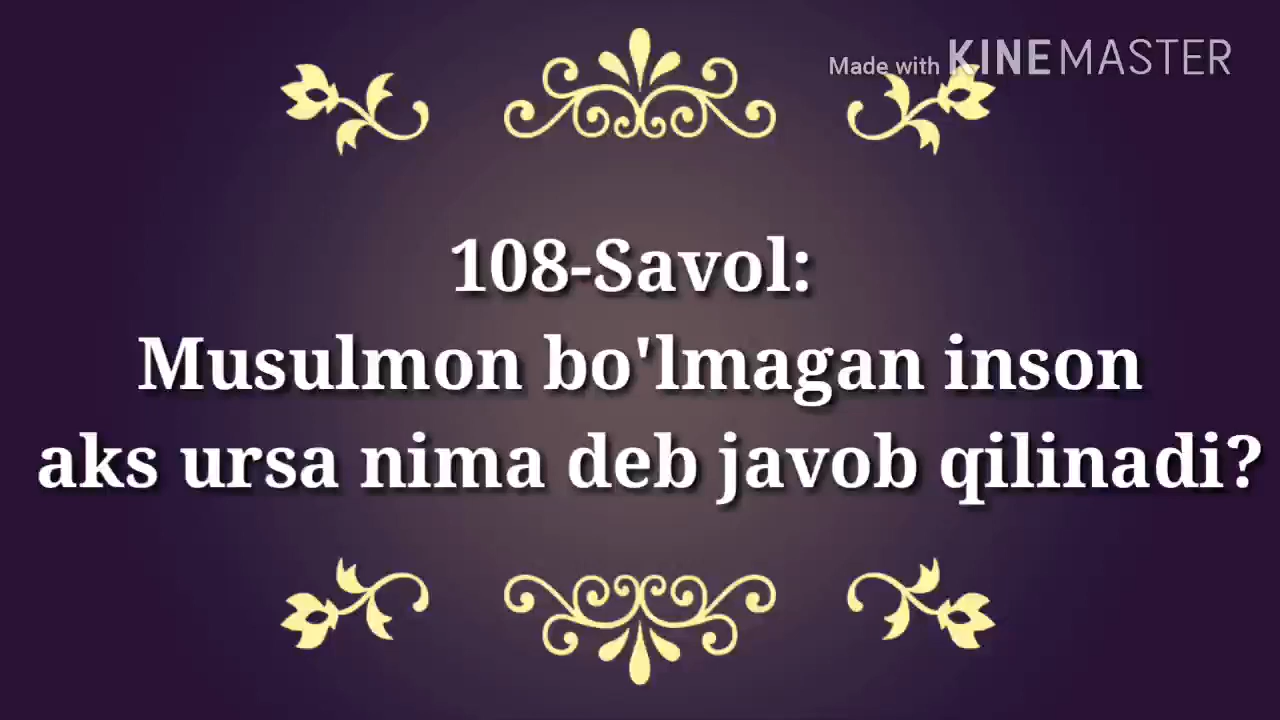 Made with KINEMASTER
108-Savol:
Musulmon bo'lmagan inson
aks ursa nima deb javob qilinadi?